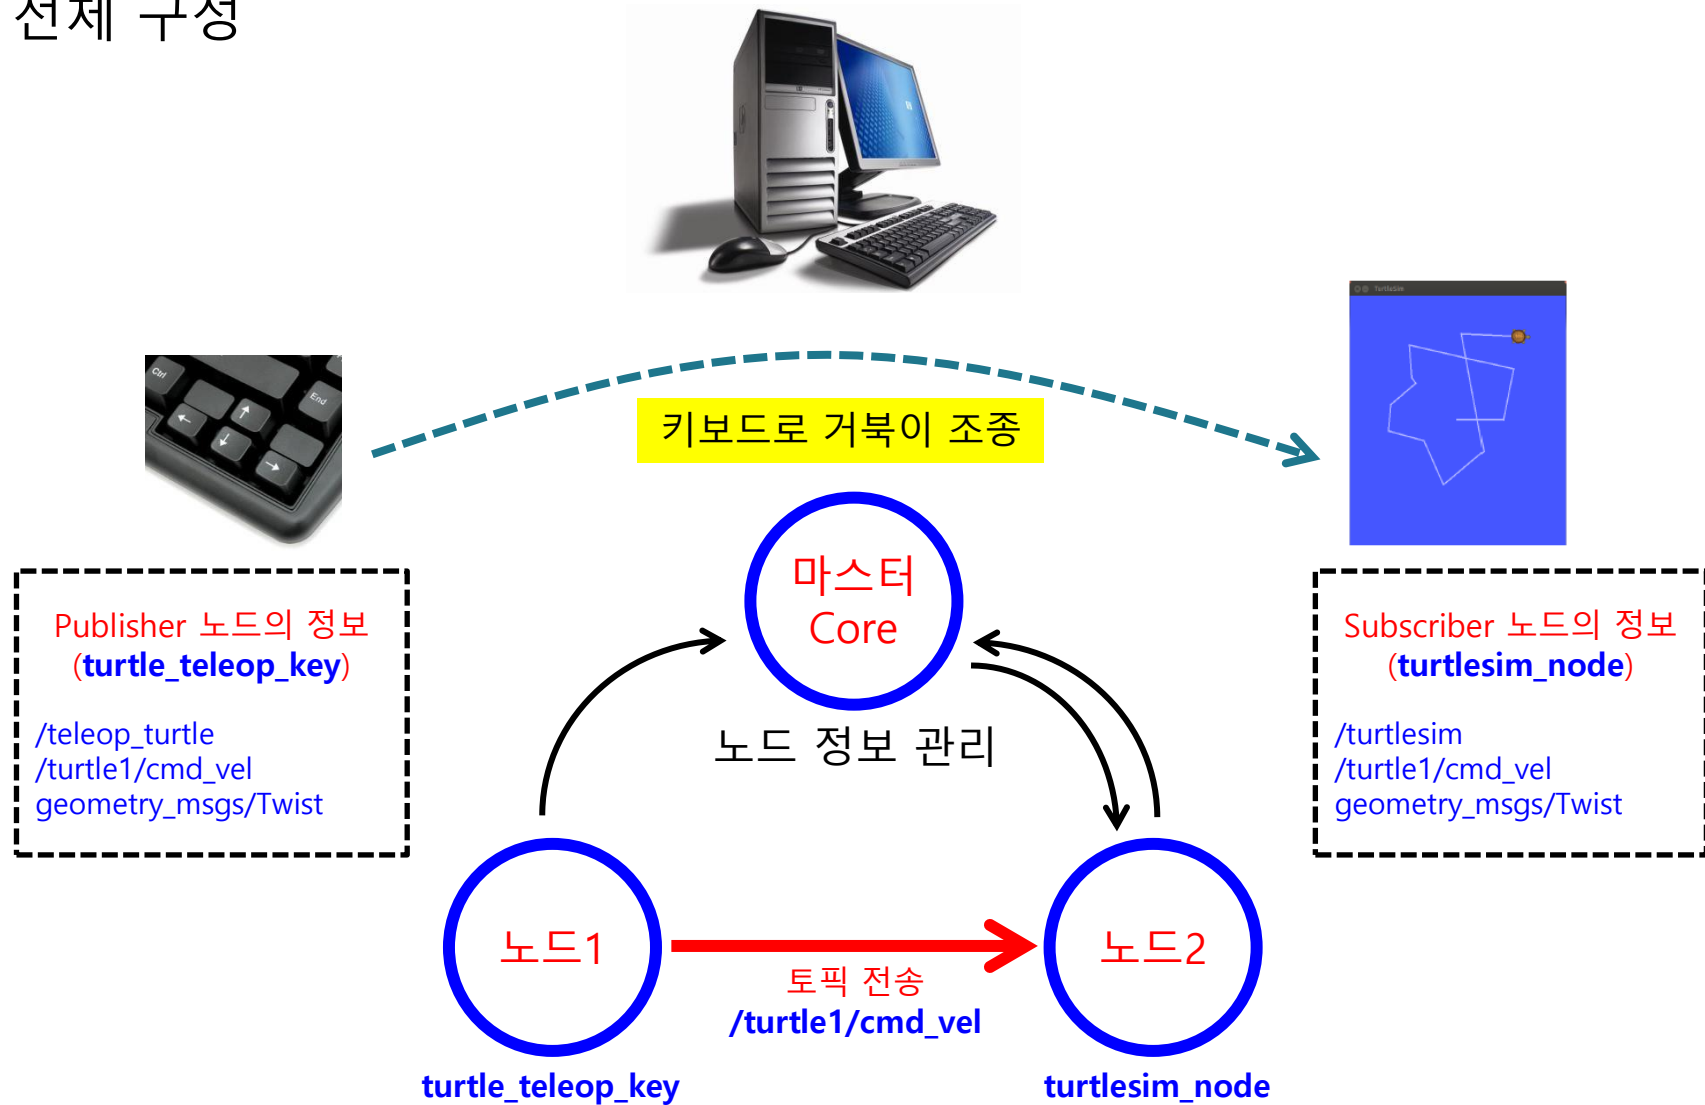 전체 구성
TurtleSim
Ctrl
End
키보드로 거북이 조종
마스터
Core
노드 정보 관리
Publisher 노드의 정보
(turtle_teleop_key)
/teleop_turtle
/turtle1/cmd_vel
geometry_msgs/Twist
Subscriber 노드의 정보
(turtlesim_node)
/turtlesim
/turtle1/cmd_vel
geometry_msgs/Twist
노드1
노드2
토픽 전송
/turtle1/cmd_vel
turtle_teleop_key
turtlesim_node